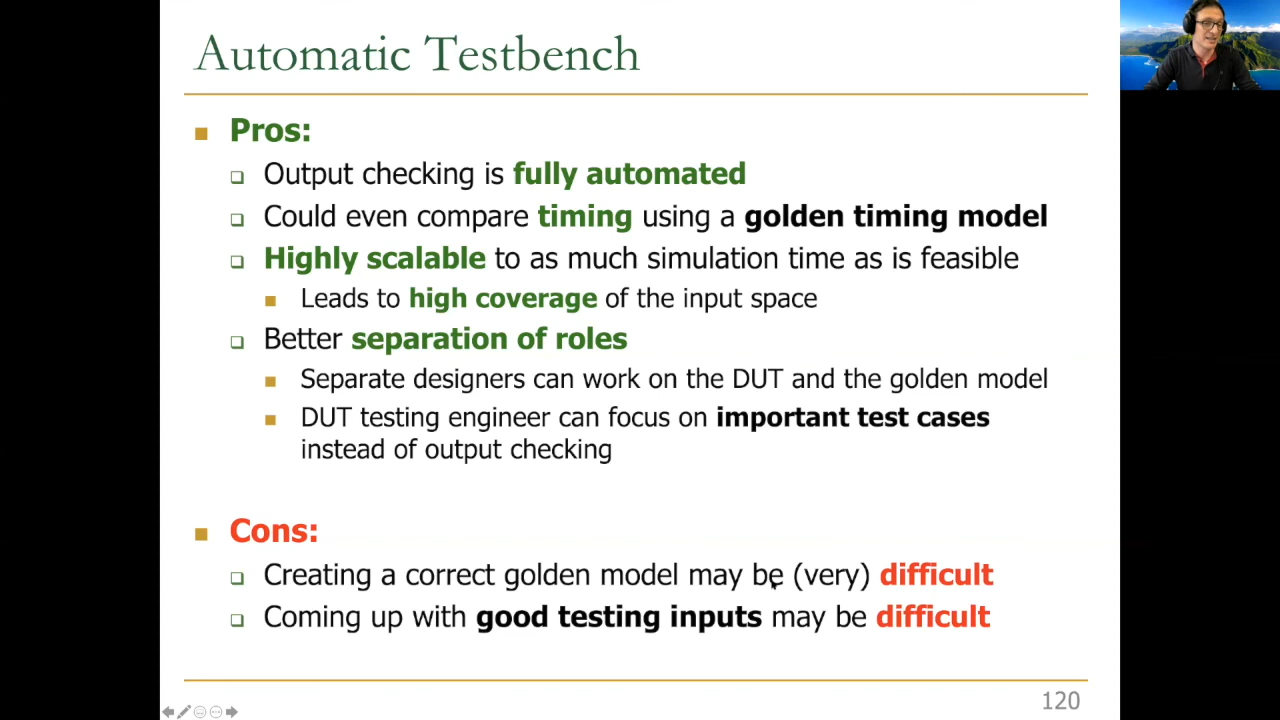 Automatic Testbench
Pros:
Output checking is fully automated
Could even compare timing using a golden timing model
Highly scalable to as much simulation time as is feasible
Leads to high coverage of the input space
Better separation of roles
Separate designers can work on the DUT and the golden model
DUT testing engineer can focus on important test cases
instead of output checking
Cons:
Creating a correct golden model may be (very) difficult
Coming up with good testing inputs may be difficult
120